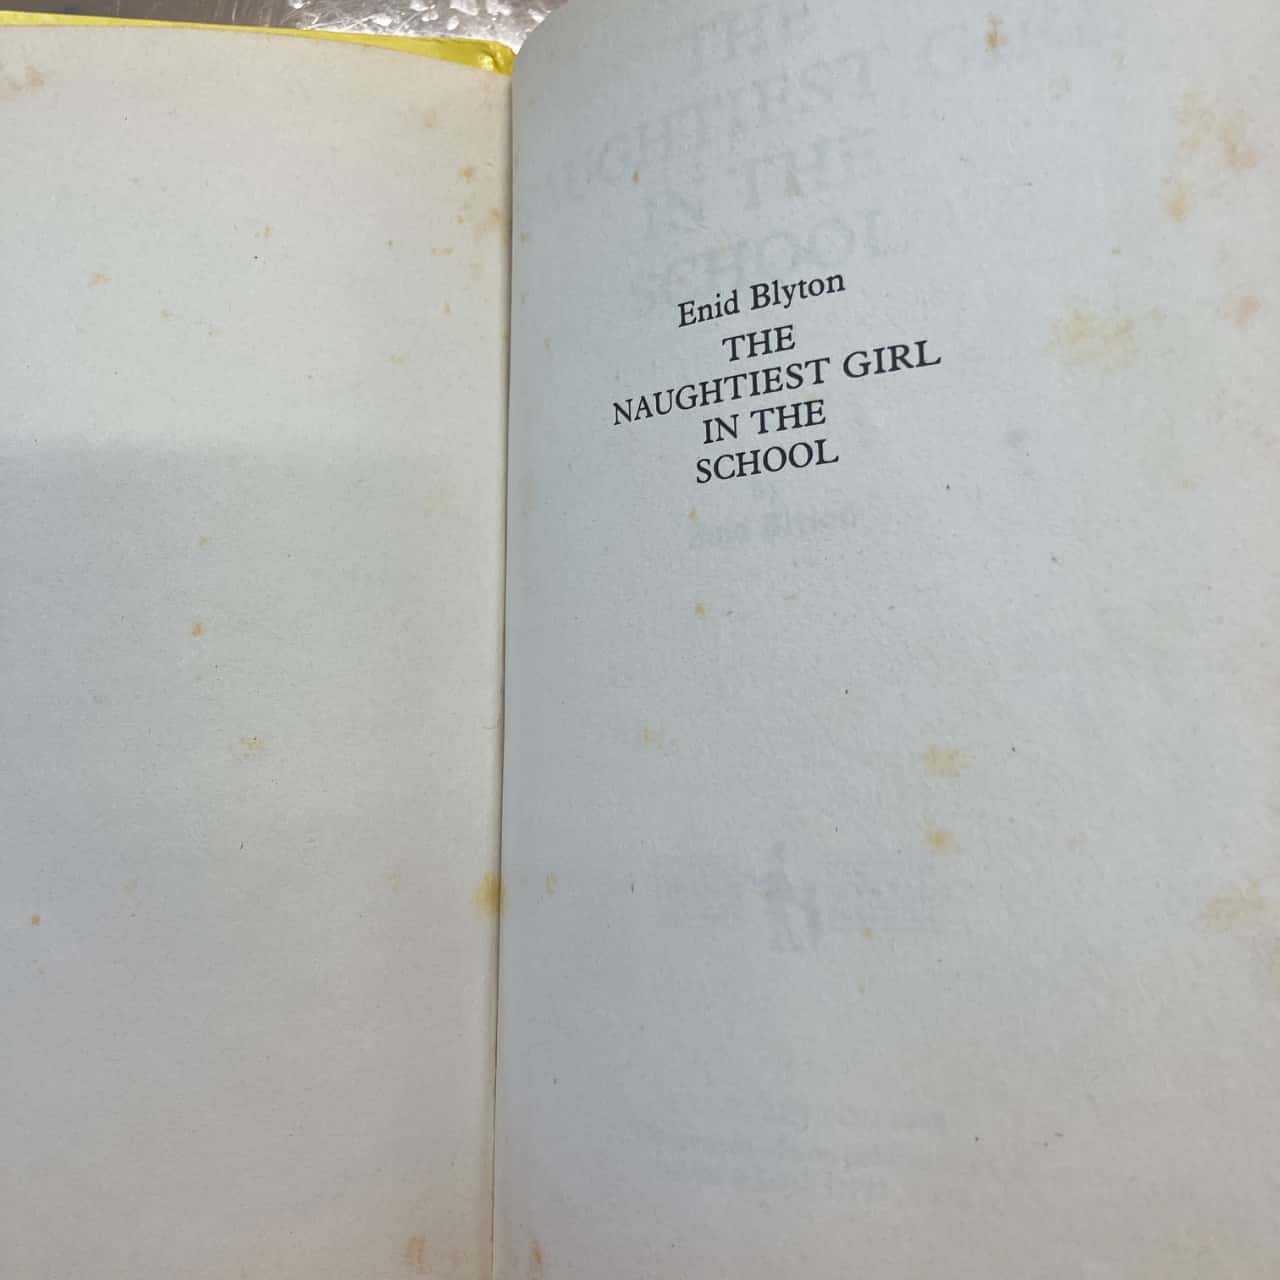 Enid Blyton
THE
NAUGHTIEST GIRL
IN THE
SCHOOL